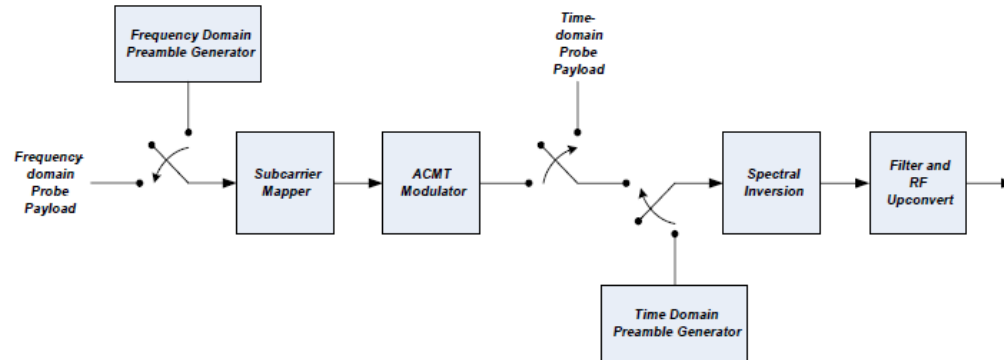 Frequency Domain
Preamble Generator
Time-
domain
Probe
Payload
Frequency-
domain
Probe
Payload
Subcarrier
Mapper
ACMT
Modulator
Spectral
Inversion
Filter and
RF
Upconvert
Time Domain
Preamble Generator